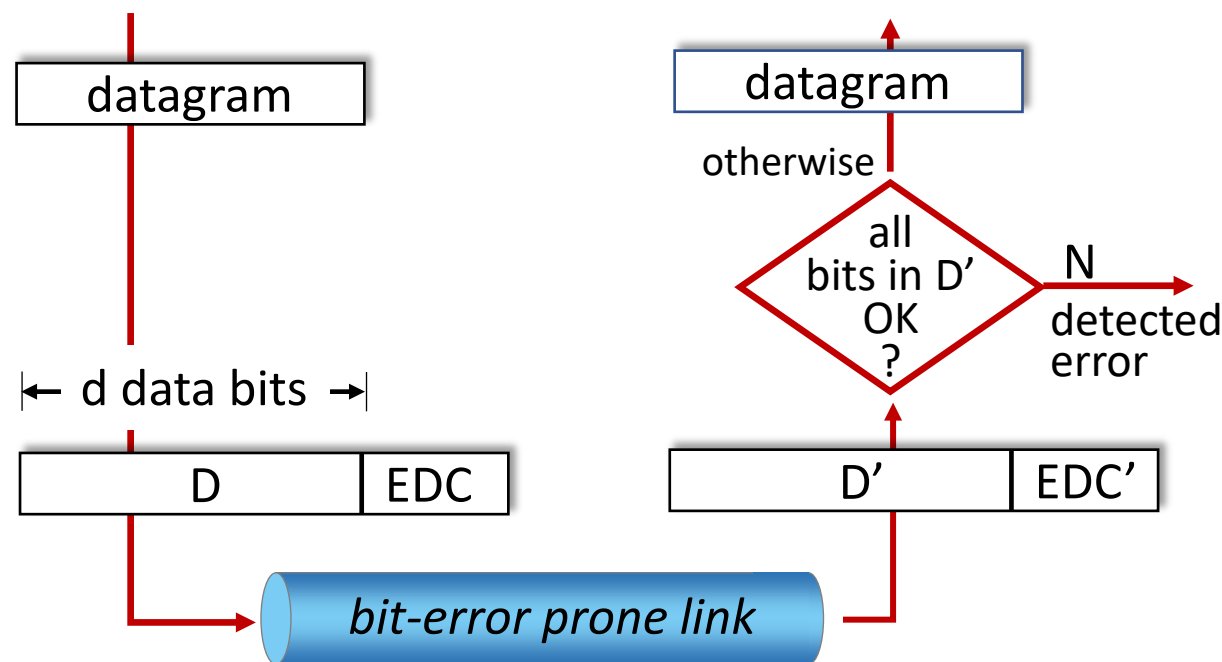 datagram
d data bits
D
EDC
bit-error prone link
datagram
otherwise
all
bits in D’
OK
?
N
detected
error
D’
EDC’